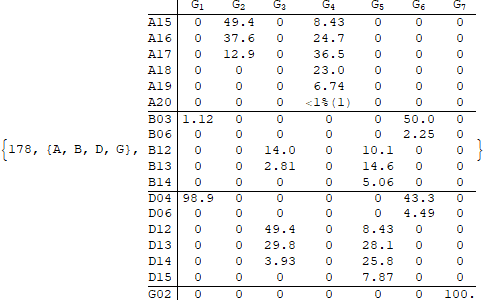 G1 G2 G3 G4 G5 G6 G7
A15 0 49.4 0 8.43 0 0 0
A16 0 37.6 0 24.7 0 0 0
A17 0 12.9 0 36.5 0 0 0
A18 0 0 0 23.0 0 0 0
A19 0 0 0 6.74 0 0 0
A20 0 0 0 <1%(1) 0 0 0
B03 1.12 0 0 0 0 50.0 0
B06 0 0 0 0 0 2.25 0
{178, {A, B, D, G}, B12 0 0 14.0 0 10.1 0 0 }
B13 0 0 2.81 0 14.6 0 0
B14 0 0 0 0 5.06 0 0
D04 98.9 0 0 0 0 43.3 0
D06 0 0 0 0 0 4.49 0
D12 0 0 49.4 0 8.43 0 0
D13 0 0 29.8 0 28.1 0 0
D14 0 0 3.93 0 25.8 0 0
D15 0 0 0 0 7.87 0 0
G02 0 0 0 0 0 0 100.